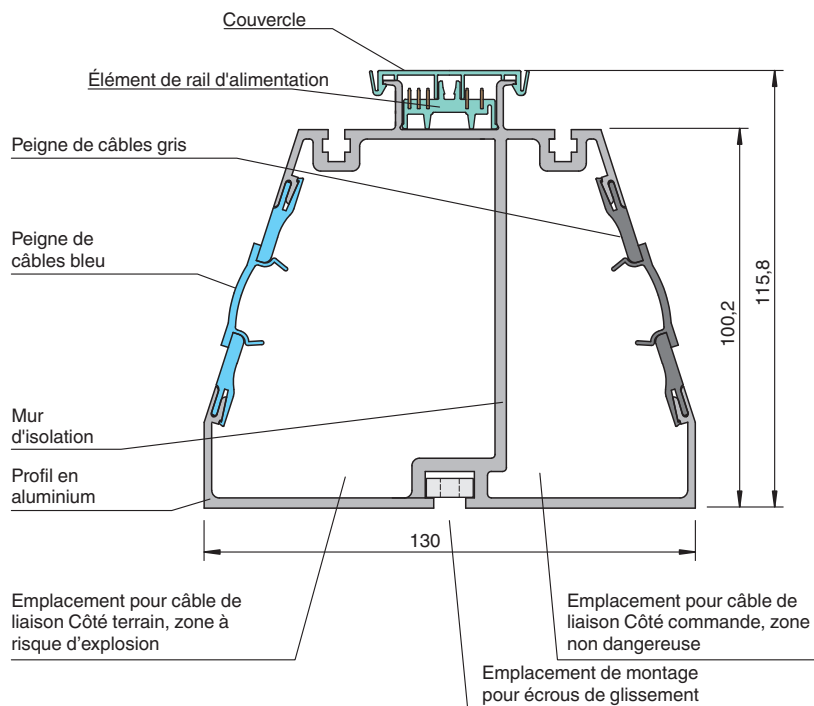 Couvercle
Élément de rail d'alimentation
Peigne de câbles gris
Peigne de
câbles bleu
Mur
d'isolation
Profil en
aluminium
100,2
115,8
130
Emplacement pour câble de
liaison Côté terrain, zone à
risque d’explosion
Emplacement pour câble de
liaison Côté commande, zone
non dangereuse
Emplacement de montage
pour écrous de glissement